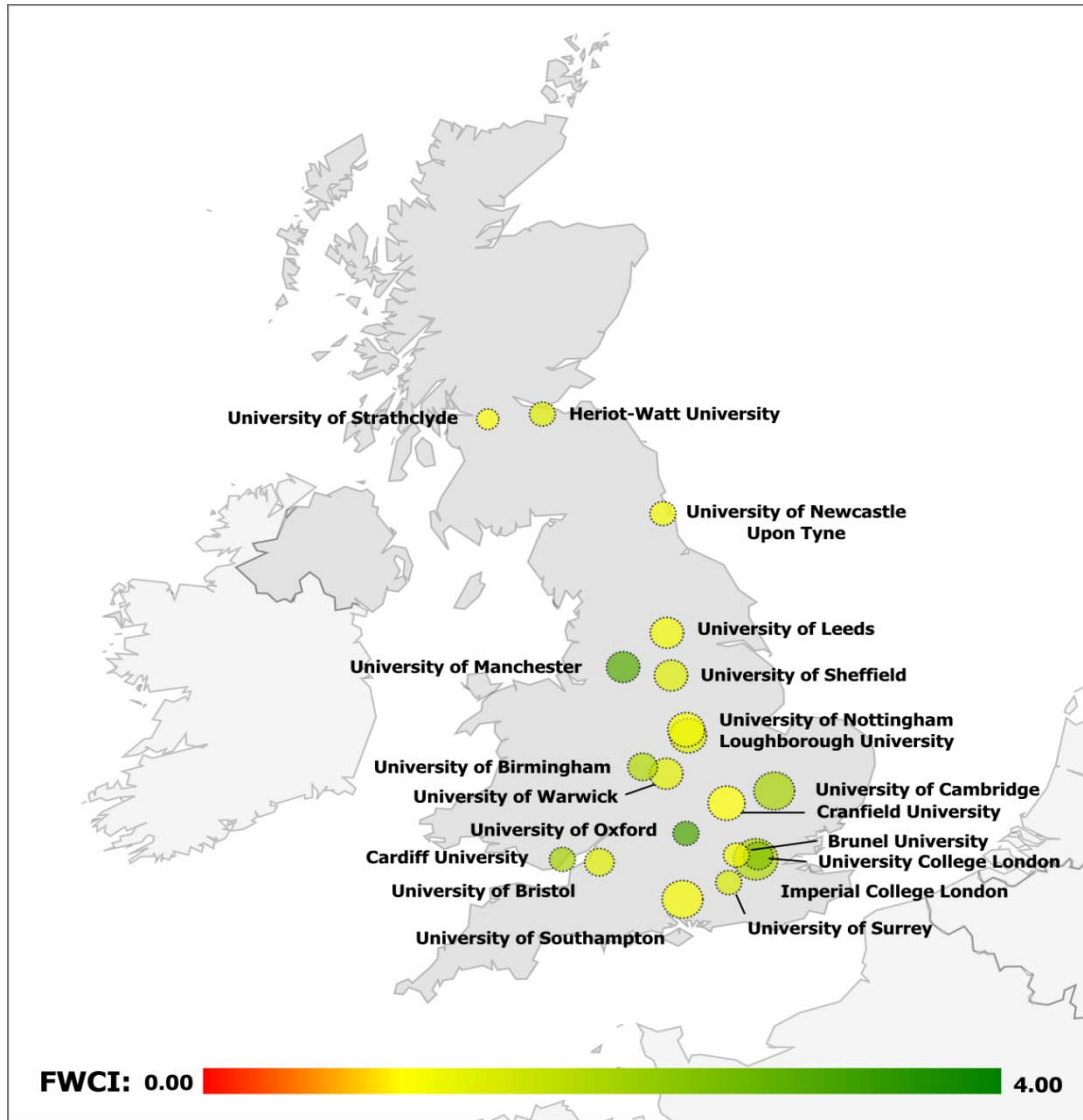 University of Strathclyde
Heriot-Watt University
University of Newcastle
Upon Tyne
University of Leeds
University of Manchester
University of Sheffield
University of Nottingham
Loughborough University
University of Birmingham
University of Warwick
University of Cambridge
Cranfield University
University of Oxford
Brunel University
Cardiff University
University College London
University of Bristol
Imperial College London
University of Surrey
University of Southampton
FWCI: 0.00 4.00